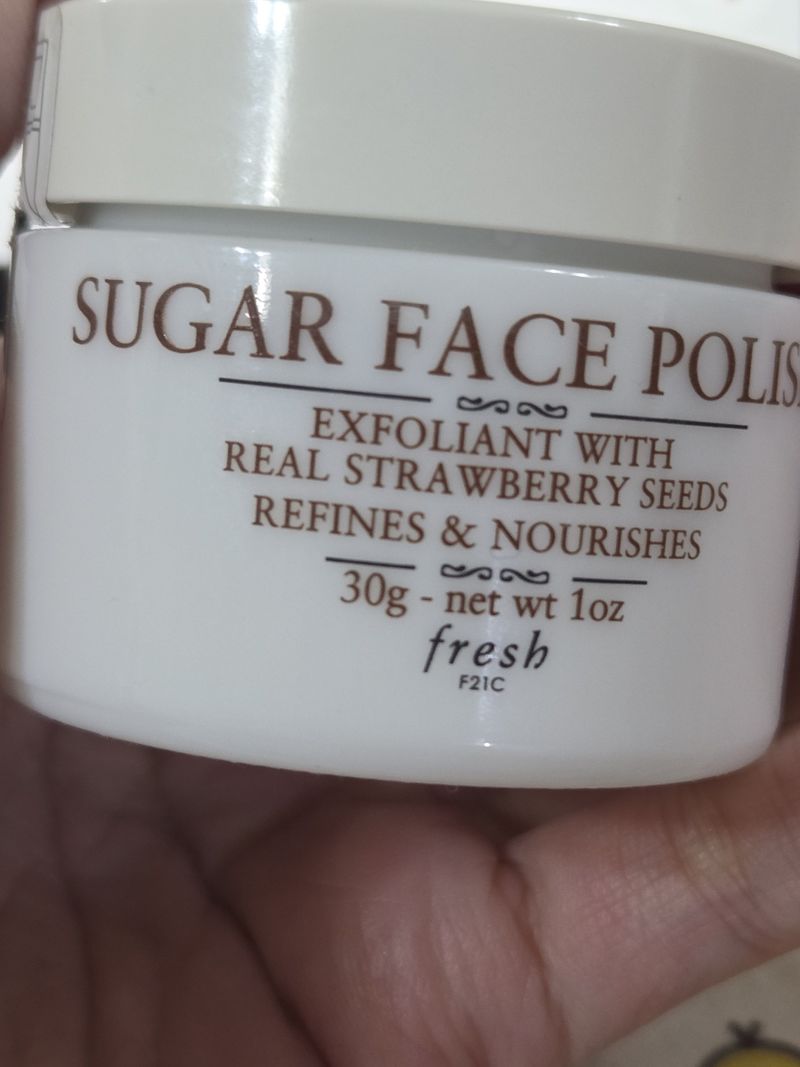 SUGAR FACE POLIS
EXFOLIANT WITH
REAL STRAWBERRY SEEDS
REFINES & NOURISHES
30g - net wt 1oz
fresh
F21C